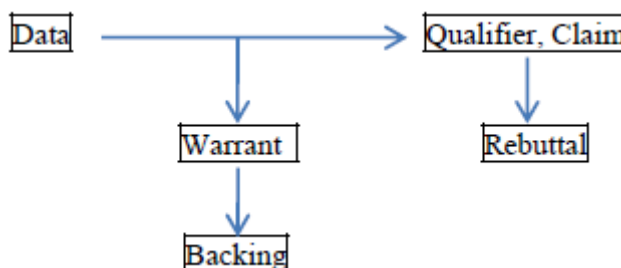 Data
Qualifier, Claim
Warrant
Rebuttal
Backing